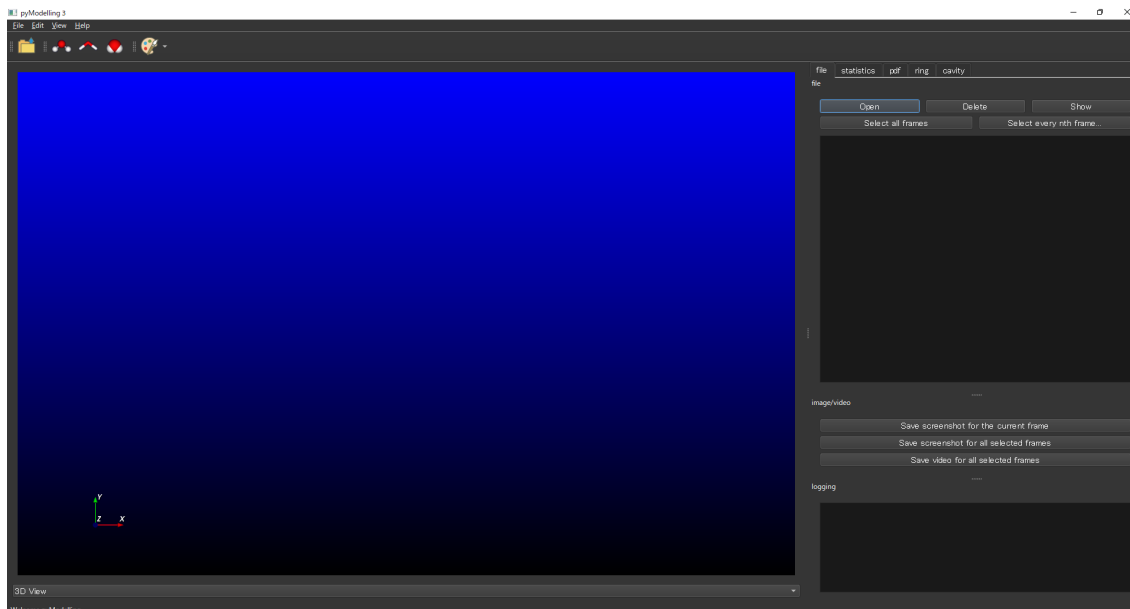 pyModelling 3
File Edit View Help
file statistics pdf ring cavity
file
Open Delete Show
Select all frames Select every nth frame...
image/video
Save screenshot for the current frame
Save screenshot for all selected frames
Save video for all selected frames
logging
Y
Z X
3D View